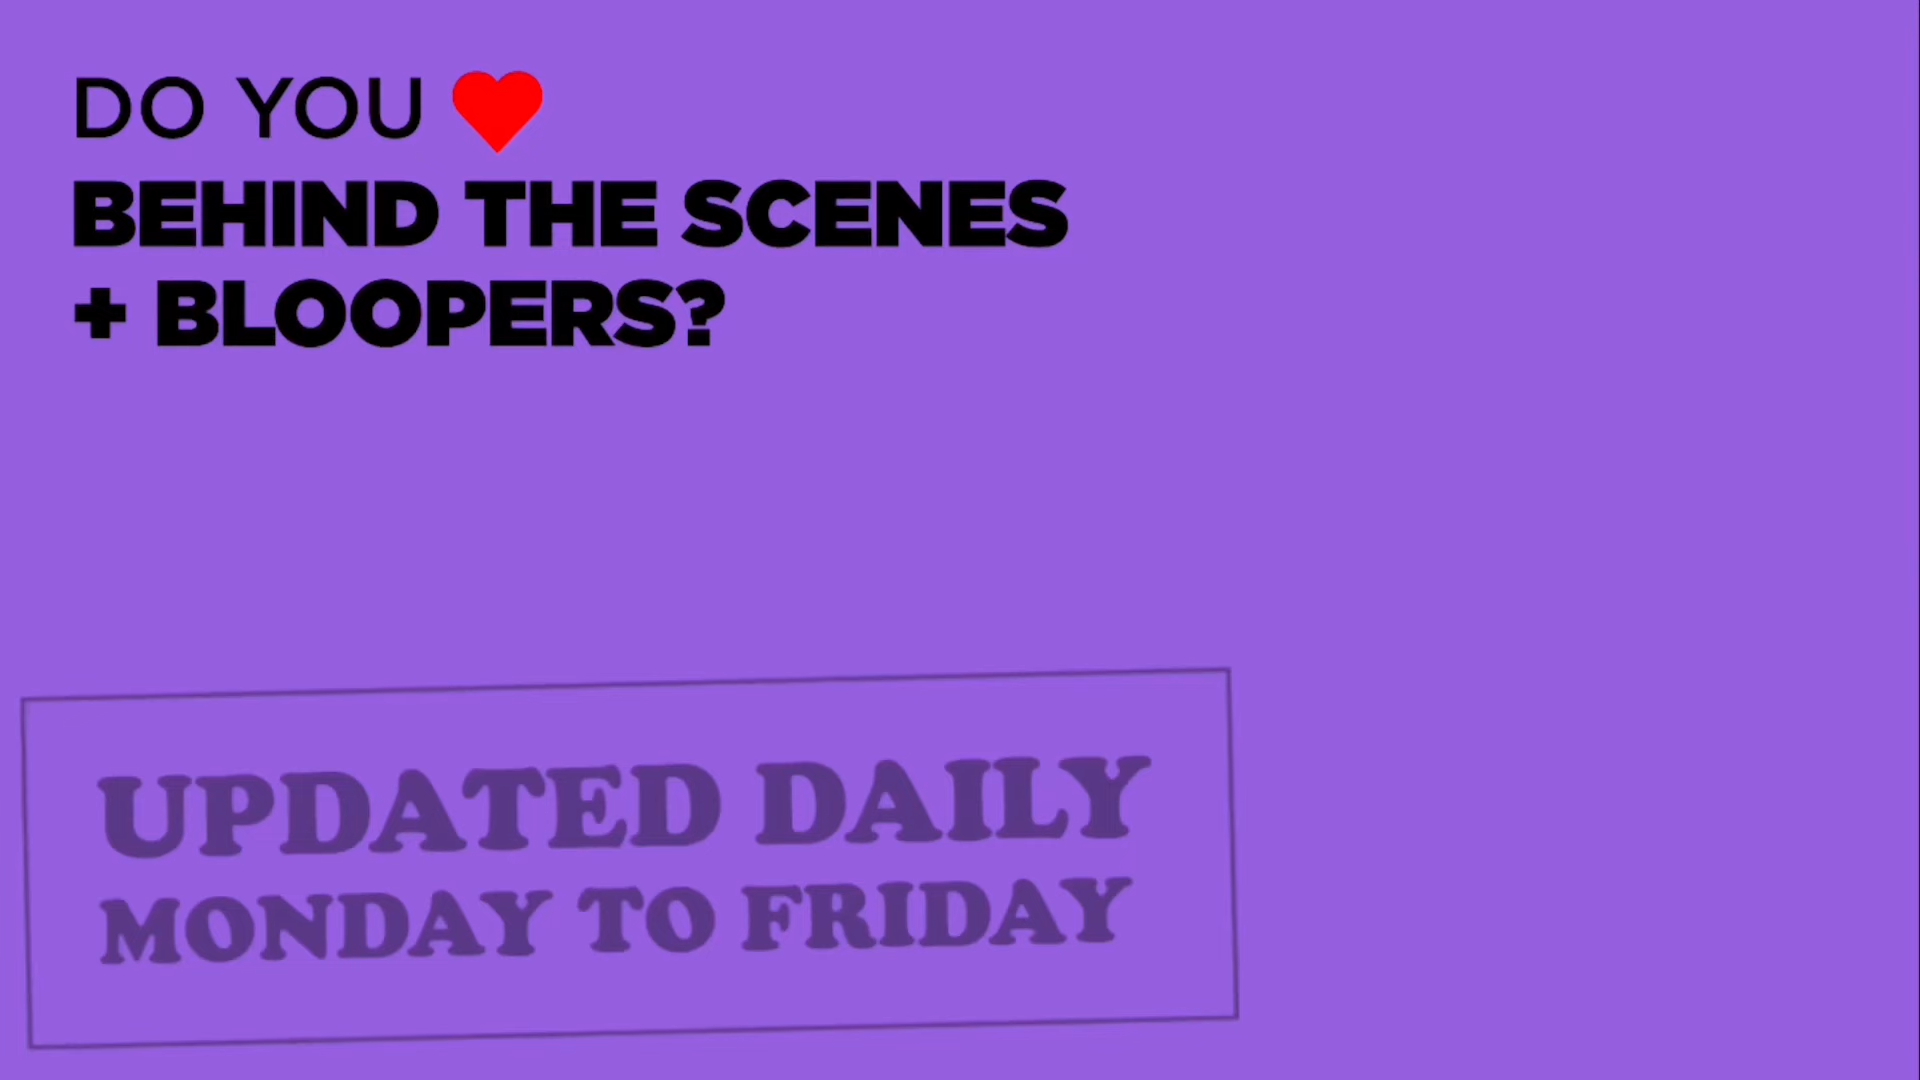 DO YOU ❤
BEHIND THE SCENES
+ BLOOPERS?
UPDATED DAILY
MONDAY TO FRIDAY